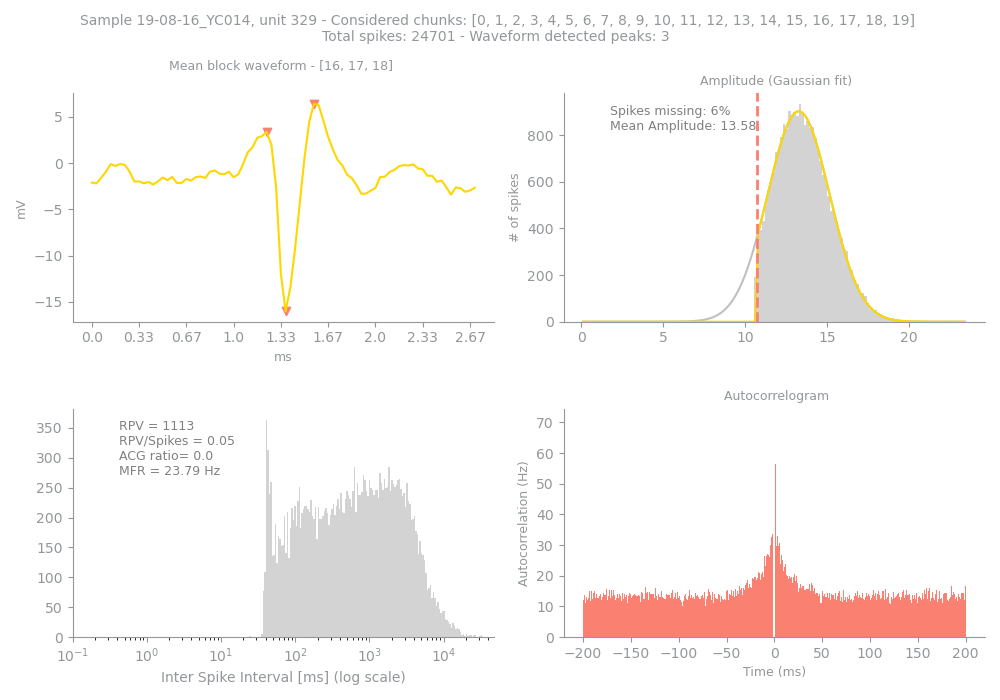 Sample 19-08-16_YC014, unit 329 - Considered chunks: [0, 1, 2, 3, 4, 5, 6, 7, 8, 9, 10, 11, 12, 13, 14, 15, 16, 17, 18, 19]
Total spikes: 24701 - Waveform detected peaks: 3
Mean block waveform - [16, 17, 18]
5
0
−5
−10
−15
mV
0.0 0.33 0.67 1.0 1.33 1.67 2.0 2.33 2.67
ms
Amplitude (Gaussian fit)
Spikes missing: 6%
Mean Amplitude: 13.58
800
600
400
200
0
# of spikes
0 5 10 15 20
RPV = 1113
RPV/Spikes = 0.05
ACG ratio= 0.0
MFR = 23.79 Hz
350
300
250
200
150
100
50
0
10⁻¹ 10⁰ 10¹ 10² 10³ 10⁴
Inter Spike Interval [ms] (log scale)
Autocorrelogram
70
60
50
40
30
20
10
0
Autocorrelation (Hz)
−200 −150 −100 −50 0 50 100 150 200
Time (ms)